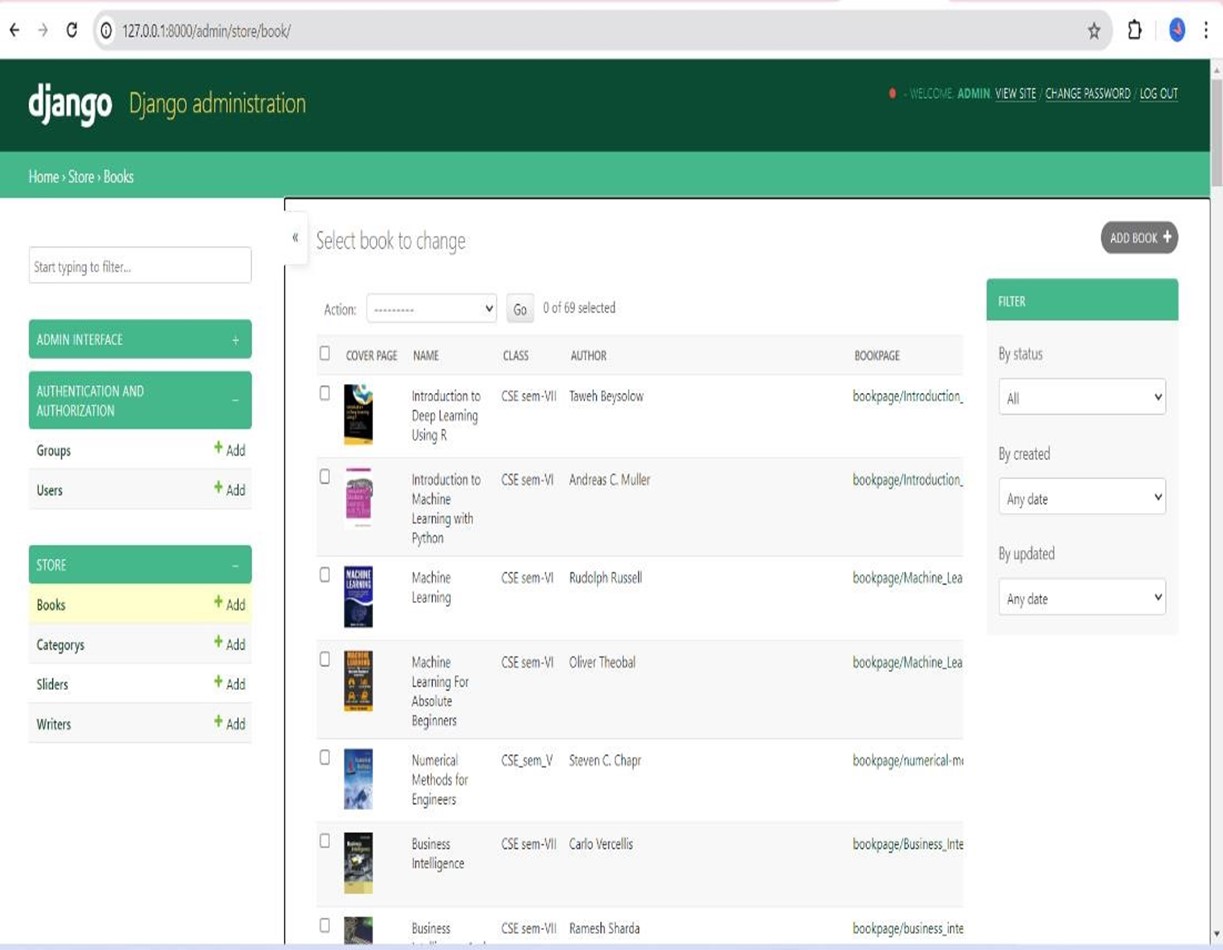 127.0.0.1:8000/admin/store/book/
django Django administration
- WELCOME, ADMIN. VIEW SITE / CHANGE PASSWORD / LOG OUT
Home › Store › Books
Start typing to filter...
ADMIN INTERFACE +
AUTHENTICATION AND
AUTHORIZATION –
Groups + Add
Users + Add
STORE –
Books + Add
Categorys + Add
Sliders + Add
Writers + Add
«
Select book to change
ADD BOOK +
Action: --------- Go 0 of 69 selected
COVER PAGE NAME CLASS AUTHOR BOOKPAGE
Introduction to
Deep Learning
Using R
CSE sem-VII Taweh Beysolow bookpage/Introduction_
Introduction to
Machine
Learning with
Python
CSE sem-VI Andreas C. Muller bookpage/Introduction_
MACHINE
LEARNING
Machine
Learning
CSE sem-VI Rudolph Russell bookpage/Machine_Lea
MACHINE
LEARNING
Machine
Learning For
Absolute
Beginners
CSE sem-VI Oliver Theobal bookpage/Machine_Lea
Numerical
Methods for
Engineers
CSE_sem_V Steven C. Chapr bookpage/numerical-m
Business
Intelligence
CSE sem-VII Carlo Vercellis bookpage/Business_Inte
Business
CSE sem-VII Ramesh Sharda bookpage/business_inte
FILTER
By status
All
By created
Any date
By updated
Any date